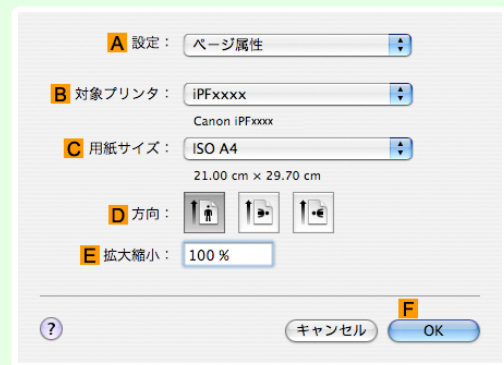 A 設定： ページ属性
B 対象プリンタ： iPFxxxx
Canon iPFxxxx
C 用紙サイズ： ISO A4
21.00 cm × 29.70 cm
D 方向：
E 拡大縮小： 100 %
F
? キャンセル OK